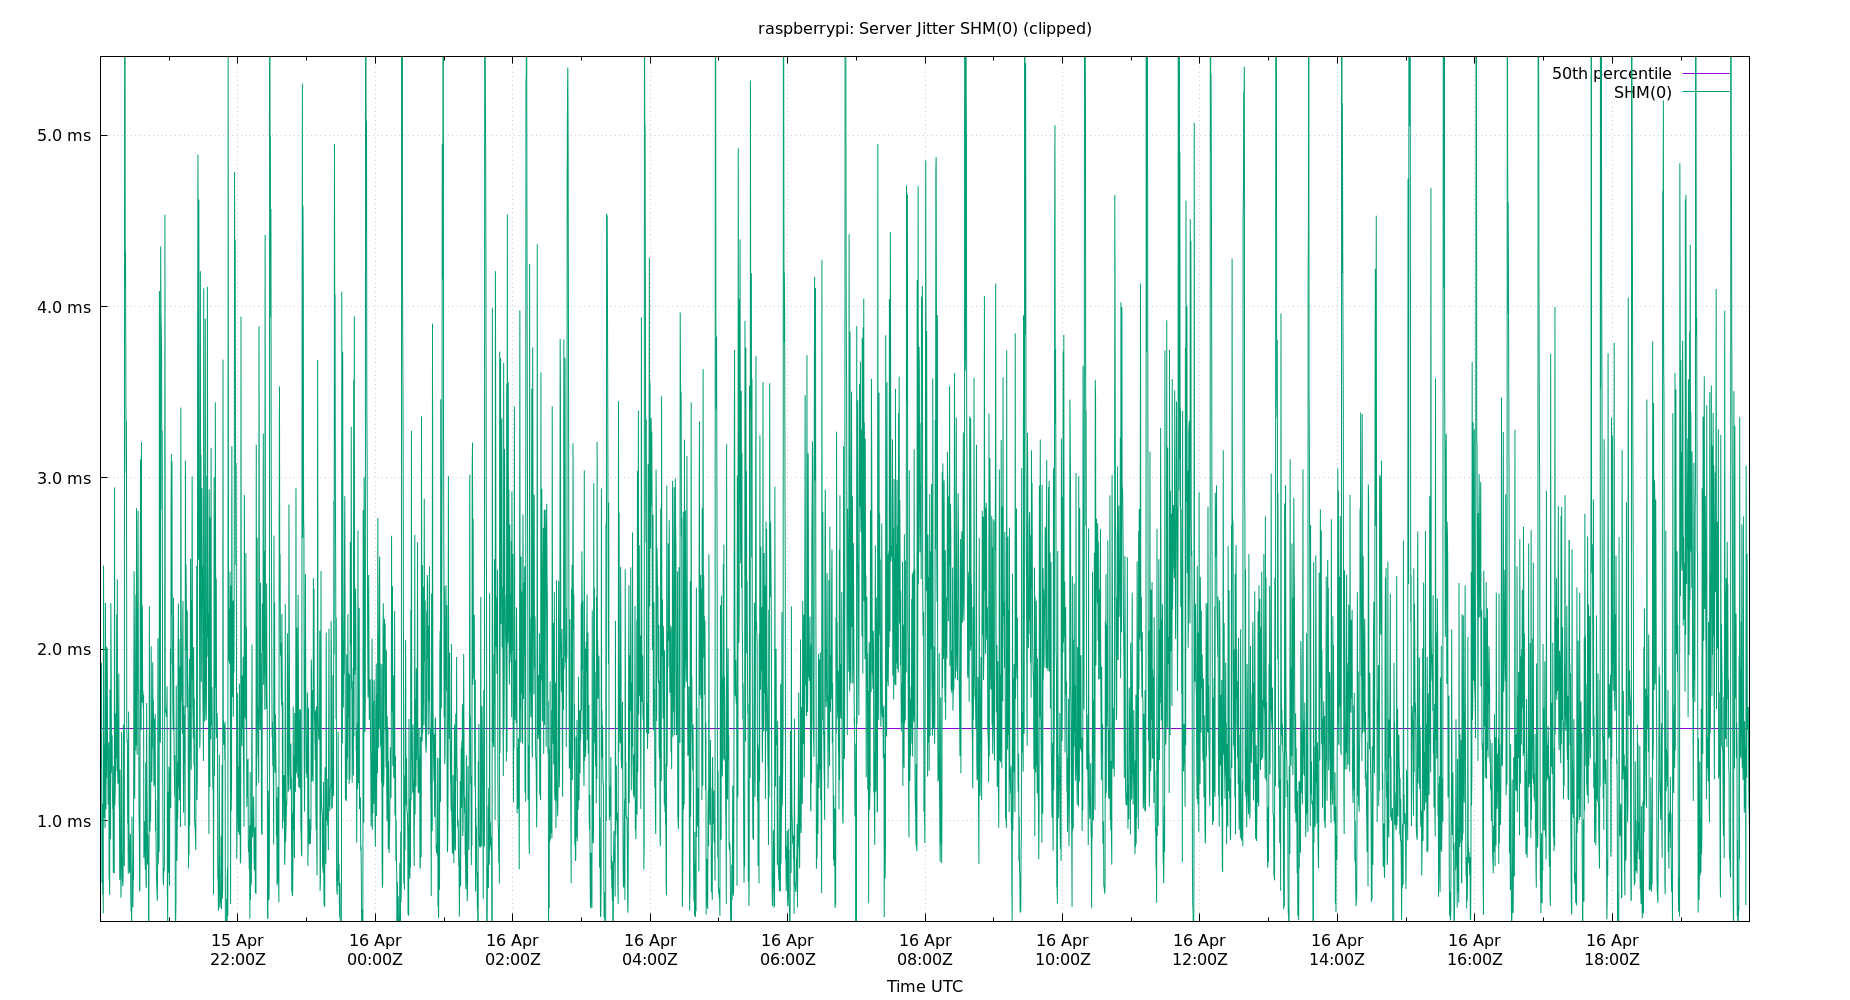 raspberrypi: Server Jitter SHM(0) (clipped)
50th percentile
SHM(0)
5.0 ms
4.0 ms
3.0 ms
2.0 ms
1.0 ms
15 Apr 16 Apr 16 Apr 16 Apr 16 Apr 16 Apr 16 Apr 16 Apr 16 Apr 16 Apr 16 Apr
22:00Z 00:00Z 02:00Z 04:00Z 06:00Z 08:00Z 10:00Z 12:00Z 14:00Z 16:00Z 18:00Z
Time UTC